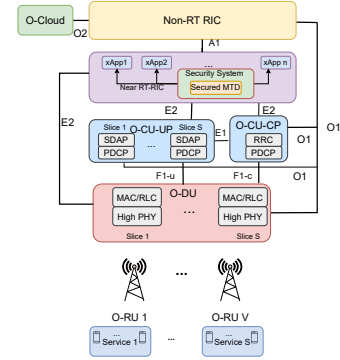 O-Cloud
Non-RT RIC
O2
A1
xApp1
xApp2
...
xApp n
Security System
Secured MTD
Near RT-RIC
E2
E2
E2
Slice 1
Slice S
O-CU-UP
O-CU-CP
E1
O1
O1
SDAP
...
SDAP
RRC
PDCP
...
PDCP
PDCP
O1
F1-u
F1-c
O-DU
MAC/RLC
MAC/RLC
High PHY
High PHY
Slice 1
Slice S
...
O-RU 1
O-RU V
...
Service 1
...
...
Service S